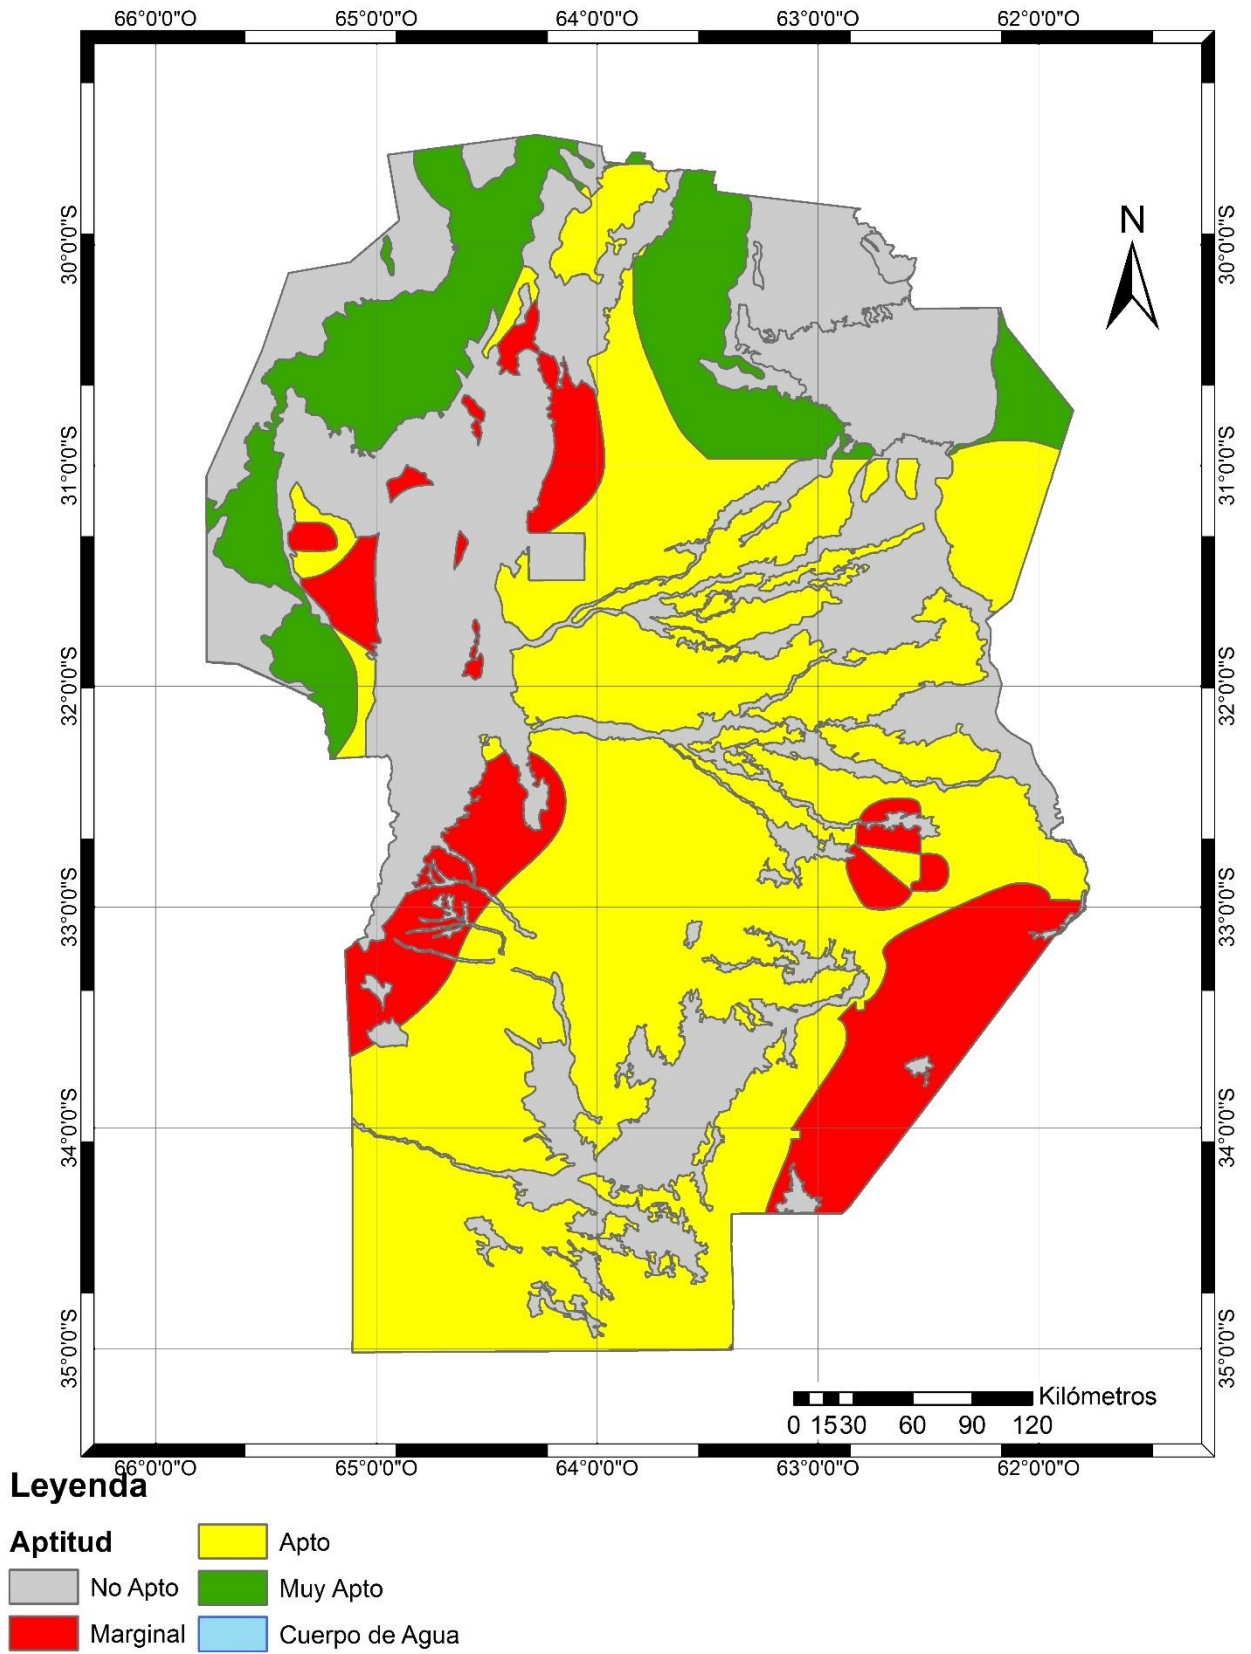 66°0'0"O 65°0'0"O 64°0'0"O 63°0'0"O 62°0'0"O
N
30°0'0"S 30°0'0"S
31°0'0"S 31°0'0"S
32°0'0"S 32°0'0"S
33°0'0"S 33°0'0"S
34°0'0"S 34°0'0"S
35°0'0"S 35°0'0"S
Kilómetros
0 15 30 60 90 120
66°0'0"O 65°0'0"O 64°0'0"O 63°0'0"O 62°0'0"O
Leyenda
Aptitud
No Apto
Marginal
Apto
Muy Apto
Cuerpo de Agua